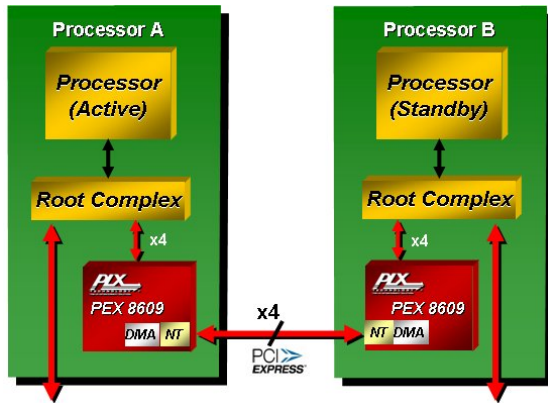 Processor A
Processor
(Active)
Root Complex
x4
PLX
PEX 8609
DMA NT
x4
PCI
EXPRESS®
Processor B
Processor
(Standby)
Root Complex
x4
PLX
PEX 8609
NT DMA